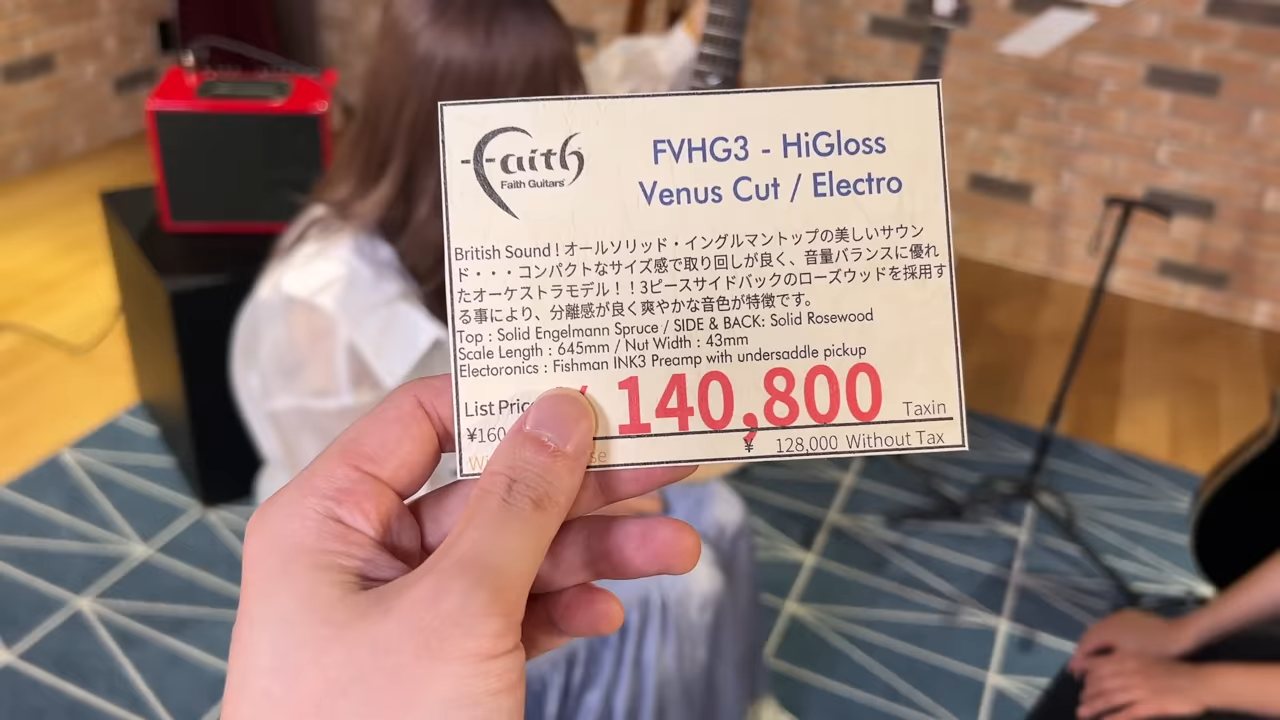 Faith
Faith Guitars
FVHG3 - HiGloss
Venus Cut / Electro
British Sound ! オールソリッド・イングルマントップの美しいサウン
ド・・・コンパクトなサイズ感で取り回しが良く、音量バランスに優れ
たオーケストラモデル！！3ピースサイドバックのローズウッドを採用す
る事により、分離感が良く爽やかな音色が特徴です。
Top : Solid Engelmann Spruce / SIDE & BACK: Solid Rosewood
Scale Length : 645mm / Nut Width : 43mm
Electoronics : Fishman INK3 Preamp with undersaddle pickup
List Pric 140,800 Taxin
¥160 ¥ 128,000 Without Tax